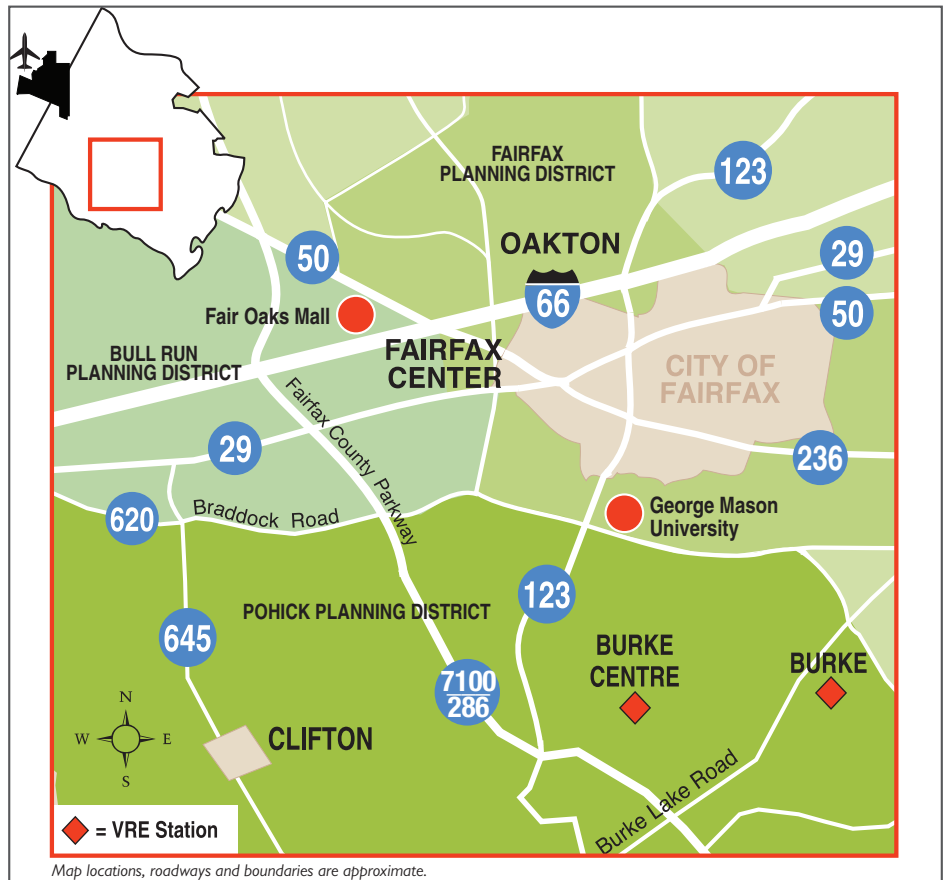 FAIRFAX
PLANNING DISTRICT
123
OAKTON
29
50
66
50
Fair Oaks Mall
FAIRFAX
CENTER
BULL RUN
PLANNING DISTRICT
CITY OF
FAIRFAX
Fairfax County Parkway
29
236
620
Braddock Road
George Mason
University
123
POHICK PLANNING DISTRICT
645
BURKE
CENTRE
BURKE
7100
286
N
W
E
S
CLIFTON
Burke Lake Road
= VRE Station
Map locations, roadways and boundaries are approximate.